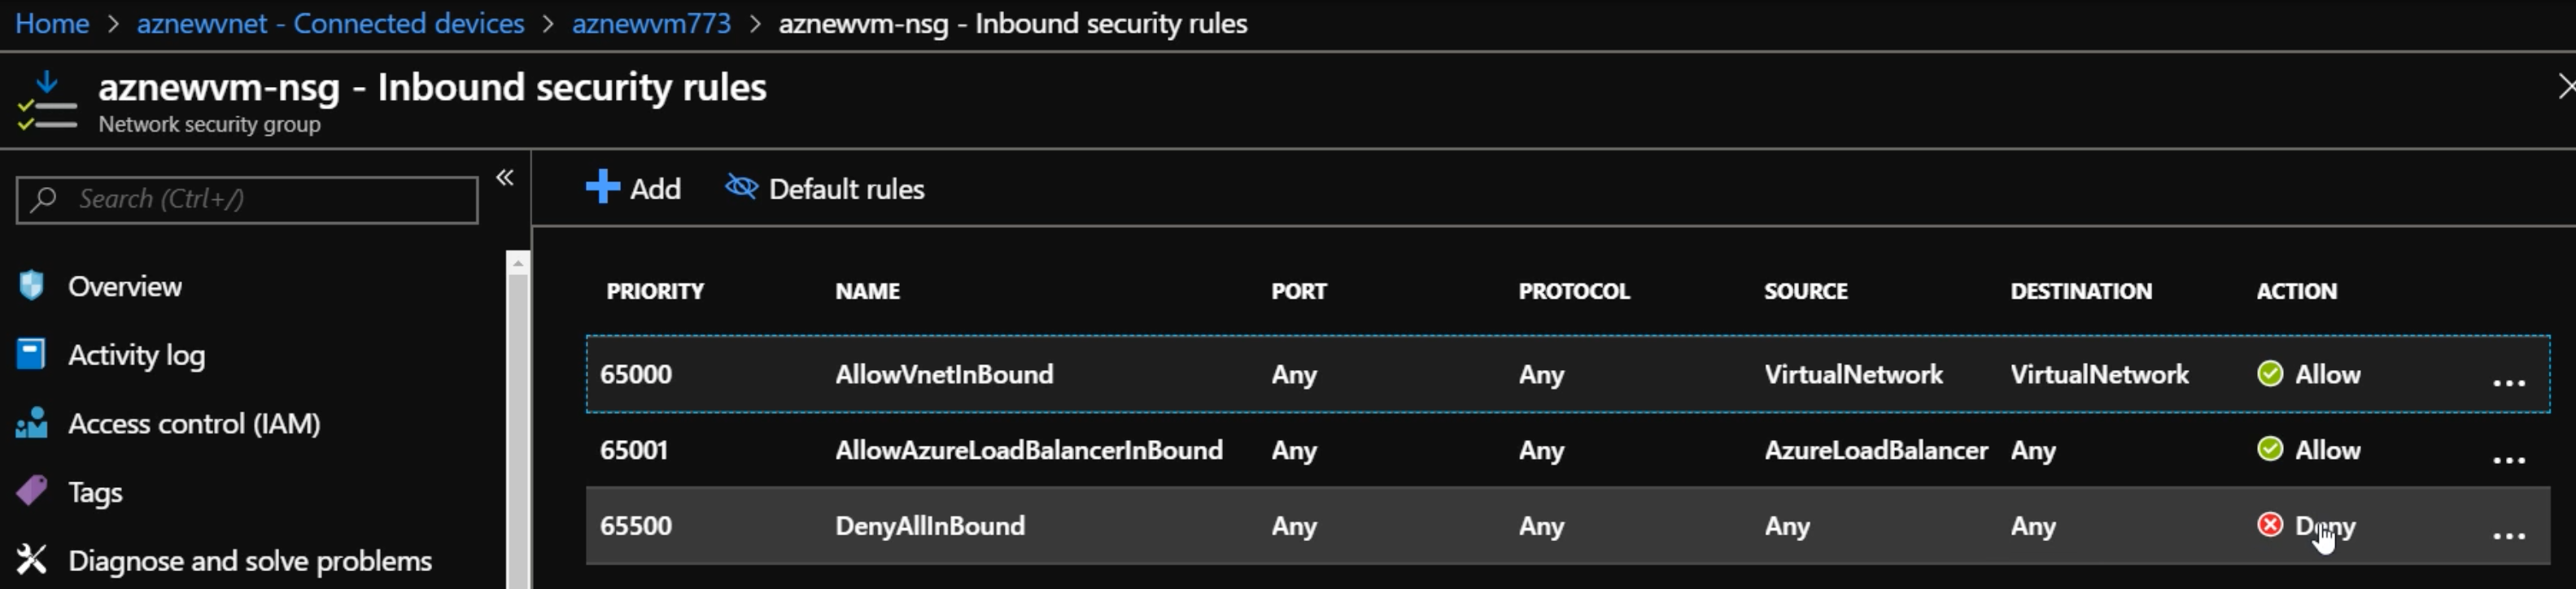 Home > aznewvnet - Connected devices > aznewvm773 > aznewvm-nsg - Inbound security rules
aznewvm-nsg - Inbound security rules
Network security group
Search (Ctrl+/)
«
Overview
Activity log
Access control (IAM)
Tags
Diagnose and solve problems
Add Default rules
PRIORITY NAME PORT PROTOCOL SOURCE DESTINATION ACTION
65000 AllowVnetInBound Any Any VirtualNetwork VirtualNetwork Allow ...
65001 AllowAzureLoadBalancerInBound Any Any AzureLoadBalancer Any Allow ...
65500 DenyAllInBound Any Any Any Any Deny ...